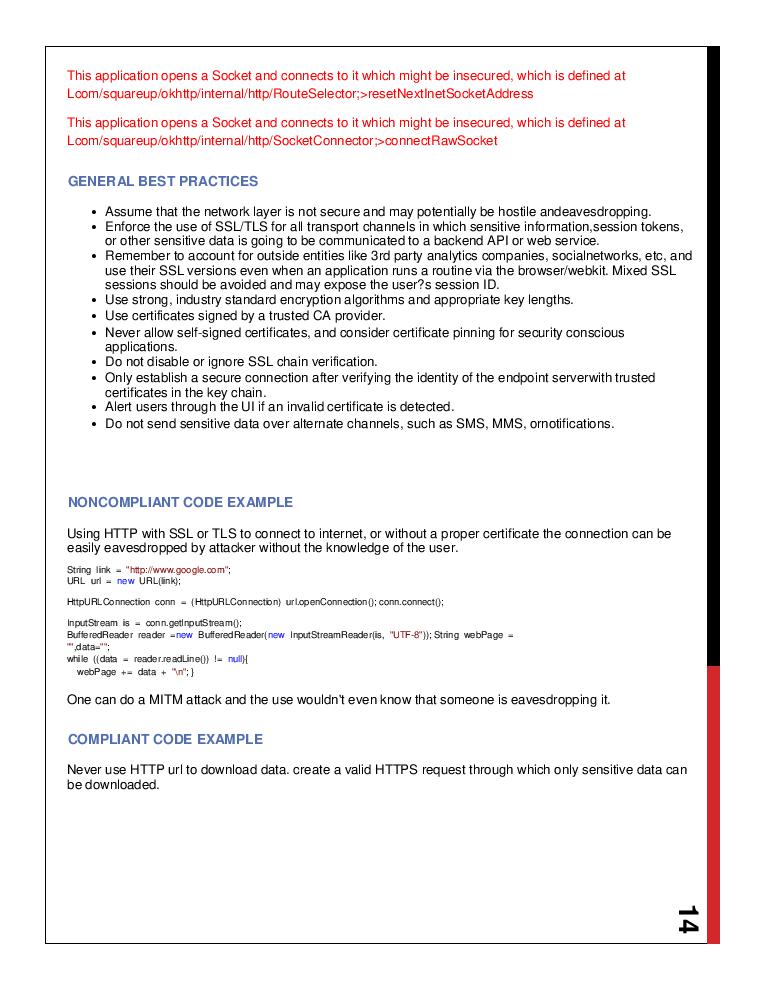 This application opens a Socket and connects to it which might be insecured, which is defined at
Lcom/squareup/okhttp/internal/http/RouteSelector;>resetNextInetSocketAddress
This application opens a Socket and connects to it which might be insecured, which is defined at
Lcom/squareup/okhttp/internal/http/SocketConnector;>connectRawSocket
GENERAL BEST PRACTICES
• Assume that the network layer is not secure and may potentially be hostile andeavesdropping.
• Enforce the use of SSL/TLS for all transport channels in which sensitive information,session tokens,
or other sensitive data is going to be communicated to a backend API or web service.
• Remember to account for outside entities like 3rd party analytics companies, socialnetworks, etc, and
use their SSL versions even when an application runs a routine via the browser/webkit. Mixed SSL
sessions should be avoided and may expose the user?s session ID.
• Use strong, industry standard encryption algorithms and appropriate key lengths.
• Use certificates signed by a trusted CA provider.
• Never allow self-signed certificates, and consider certificate pinning for security conscious
applications.
• Do not disable or ignore SSL chain verification.
• Only establish a secure connection after verifying the identity of the endpoint serverwith trusted
certificates in the key chain.
• Alert users through the UI if an invalid certificate is detected.
• Do not send sensitive data over alternate channels, such as SMS, MMS, ornotifications.
NONCOMPLIANT CODE EXAMPLE
Using HTTP with SSL or TLS to connect to internet, or without a proper certificate the connection can be
easily eavesdropped by attacker without the knowledge of the user.
String link = "http://www.google.com";
URL url = new URL(link);
HttpURLConnection conn = (HttpURLConnection) url.openConnection(); conn.connect();
InputStream is = conn.getInputStream();
BufferedReader reader =new BufferedReader(new InputStreamReader(is, "UTF-8")); String webPage =
"",data="";
while ((data = reader.readLine()) != null){
webPage += data + "\n"; }
One can do a MITM attack and the use wouldn't even know that someone is eavesdropping it.
COMPLIANT CODE EXAMPLE
Never use HTTP url to download data. create a valid HTTPS request through which only sensitive data can
be downloaded.
14